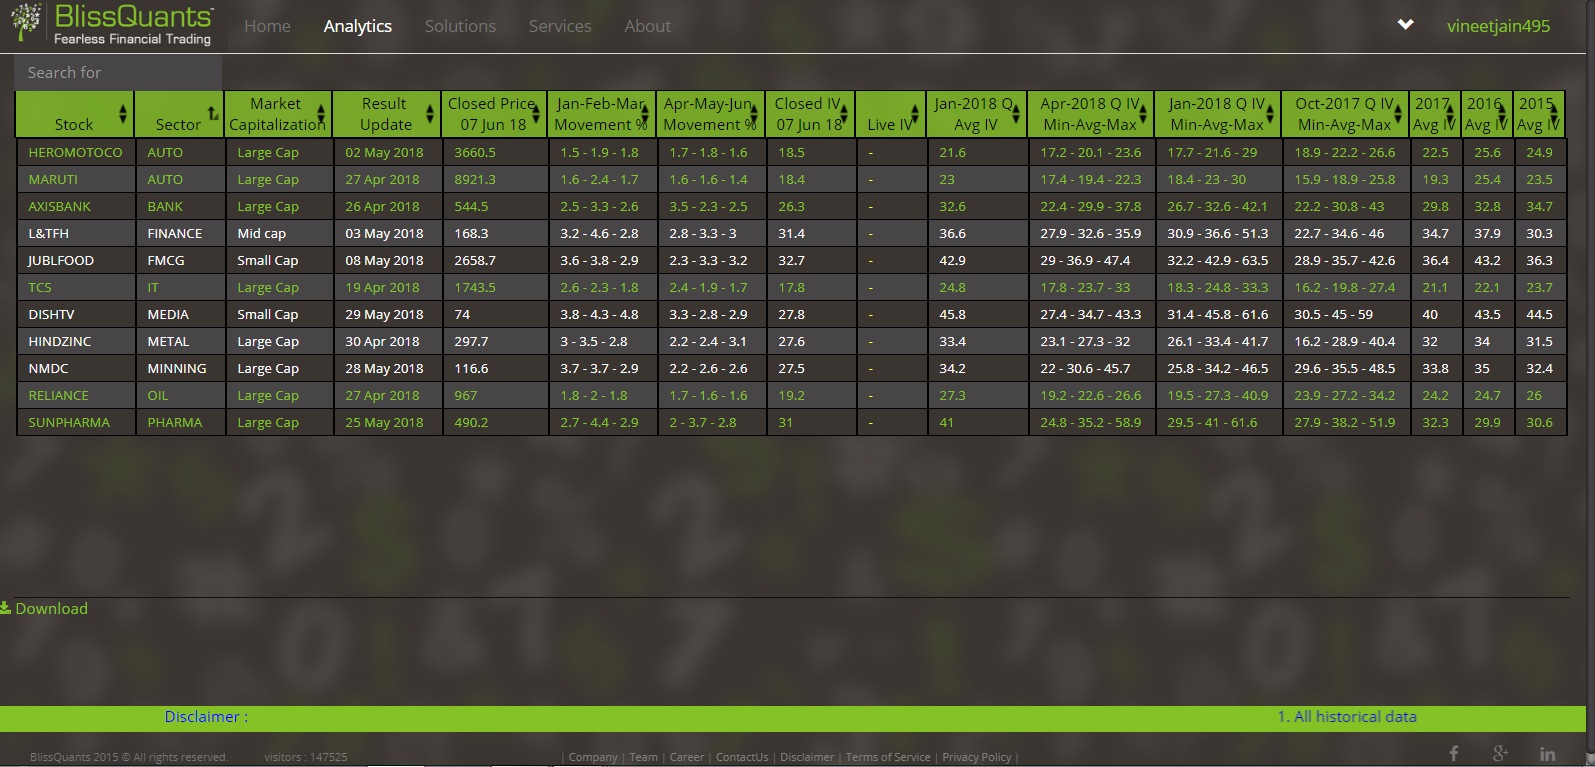 BlissQuants™
Fearless Financial Trading
Home Analytics Solutions Services About vineetjain495
Search for
Stock Sector Market Capitalization Result Update Closed Price 07 Jun 18 Jan-Feb-Mar Movement % Apr-May-Jun Movement % Closed IV 07 Jun 18 Live IV Jan-2018 Q Avg IV Apr-2018 Q IV Min-Avg-Max Jan-2018 Q IV Min-Avg-Max Oct-2017 Q IV Min-Avg-Max 2017 Avg IV 2016 Avg IV 2015 Avg IV
HEROMOTOCO AUTO Large Cap 02 May 2018 3660.5 1.5 - 1.9 - 1.8 1.7 - 1.8 - 1.6 18.5 - 21.6 17.2 - 20.1 - 23.6 17.7 - 21.6 - 29 18.9 - 22.2 - 26.6 22.5 25.6 24.9
MARUTI AUTO Large Cap 27 Apr 2018 8921.3 1.6 - 2.4 - 1.7 1.6 - 1.6 - 1.4 18.4 - 23 17.4 - 19.4 - 22.3 18.4 - 23 - 30 15.9 - 18.9 - 25.8 19.3 25.4 23.5
AXISBANK BANK Large Cap 26 Apr 2018 544.5 2.5 - 3.3 - 2.6 3.5 - 2.3 - 2.5 26.3 - 32.6 22.4 - 29.9 - 37.8 26.7 - 32.6 - 42.1 22.2 - 30.8 - 43 29.8 32.8 34.7
L&TFH FINANCE Mid cap 03 May 2018 168.3 3.2 - 4.6 - 2.8 2.8 - 3.3 - 3 31.4 - 36.6 27.9 - 32.6 - 35.9 30.9 - 36.6 - 51.3 22.7 - 34.6 - 46 34.7 37.9 30.3
JUBLFOOD FMCG Small Cap 08 May 2018 2658.7 3.6 - 3.8 - 2.9 2.3 - 3.3 - 3.2 32.7 - 42.9 29 - 36.9 - 47.4 32.2 - 42.9 - 63.5 28.9 - 35.7 - 42.6 36.4 43.2 36.3
TCS IT Large Cap 19 Apr 2018 1743.5 2.6 - 2.3 - 1.8 2.4 - 1.9 - 1.7 17.8 - 24.8 17.8 - 23.7 - 33 18.3 - 24.8 - 33.3 16.2 - 19.8 - 27.4 21.1 22.1 23.7
DISHTV MEDIA Small Cap 29 May 2018 74 3.8 - 4.3 - 4.8 3.3 - 2.8 - 2.9 27.8 - 45.8 27.4 - 34.7 - 43.3 31.4 - 45.8 - 61.6 30.5 - 45 - 59 40 43.5 44.5
HINDZINC METAL Large Cap 30 Apr 2018 297.7 3 - 3.5 - 2.8 2.2 - 2.4 - 3.1 27.6 - 33.4 23.1 - 27.3 - 32 26.1 - 33.4 - 41.7 16.2 - 28.9 - 40.4 32 34 31.5
NMDC MINNING Large Cap 28 May 2018 116.6 3.7 - 3.7 - 2.9 2.2 - 2.6 - 2.6 27.5 - 34.2 22 - 30.6 - 45.7 25.8 - 34.2 - 46.5 29.6 - 35.5 - 48.5 33.8 35 32.4
RELIANCE OIL Large Cap 27 Apr 2018 967 1.8 - 2 - 1.8 1.7 - 1.6 - 1.6 19.2 - 27.3 19.2 - 22.6 - 26.6 19.5 - 27.3 - 40.9 23.9 - 27.2 - 34.2 24.2 24.7 26
SUNPHARMA PHARMA Large Cap 25 May 2018 490.2 2.7 - 4.4 - 2.9 2 - 3.7 - 2.8 31 - 41 24.8 - 35.2 - 58.9 29.5 - 41 - 61.6 27.9 - 38.2 - 51.9 32.3 29.9 30.6
Download
Disclaimer : 1. All historical data
BlissQuants 2015 © All rights reserved. visitors : 147525 | Company | Team | Career | ContactUs | Disclaimer | Terms of Service | Privacy Policy |